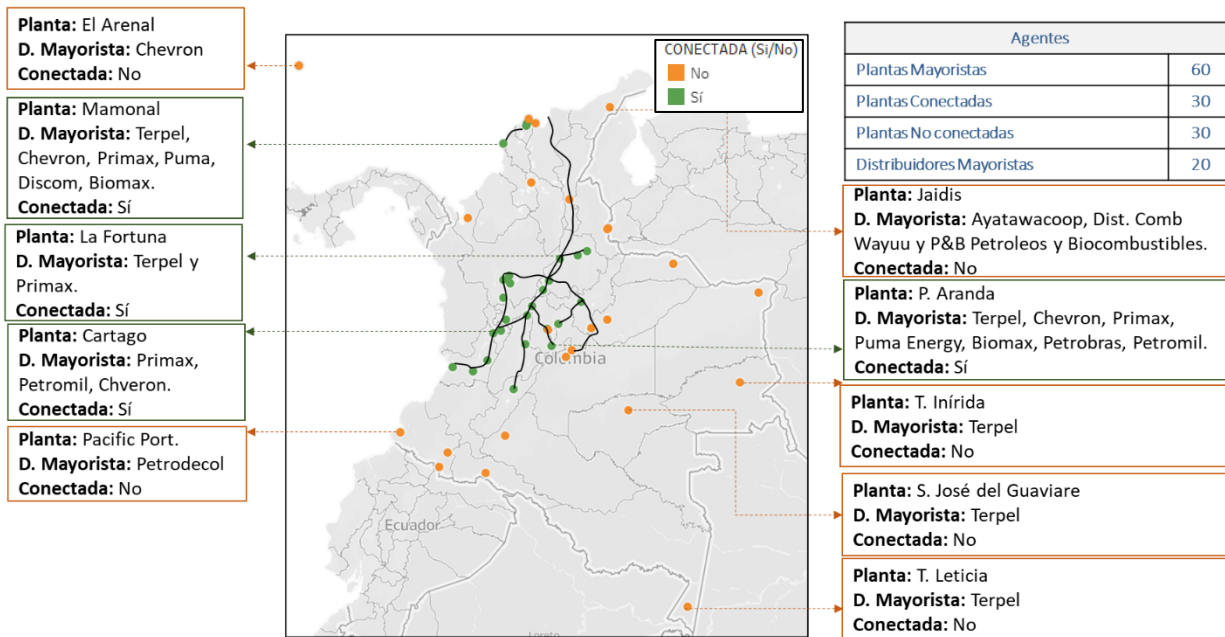 Planta: El Arenal
D. Mayorista: Chevron
Conectada: No
Planta: Mamonal
D. Mayorista: Terpel,
Chevron, Primax, Puma,
Discom, Biomax.
Conectada: Sí
Planta: La Fortuna
D. Mayorista: Terpel y
Primax.
Conectada: Sí
Planta: Cartago
D. Mayorista: Primax,
Petromil, Chveron.
Conectada: Sí
Planta: Pacific Port.
D. Mayorista: Petrodecol
Conectada: No
CONECTADA (Si/No)
No
Sí
Colombia
Ecuador
Loreto
Agentes
Plantas Mayoristas 60
Plantas Conectadas 30
Plantas No conectadas 30
Distribuidores Mayoristas 20
Planta: Jaidis
D. Mayorista: Ayatawacoop, Dist. Comb
Wayuu y P&B Petroleos y Biocombustibles.
Conectada: No
Planta: P. Aranda
D. Mayorista: Terpel, Chevron, Primax,
Puma Energy, Biomax, Petrobras, Petromil.
Conectada: Sí
Planta: T. Inírida
D. Mayorista: Terpel
Conectada: No
Planta: S. José del Guaviare
D. Mayorista: Terpel
Conectada: No
Planta: T. Leticia
D. Mayorista: Terpel
Conectada: No